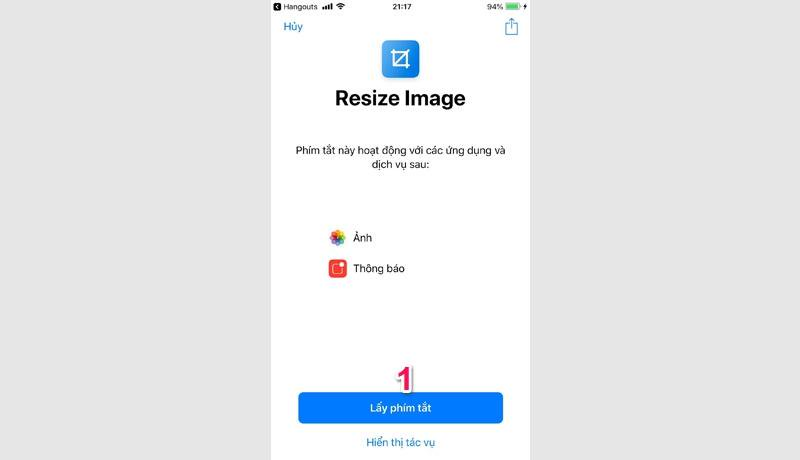 Hangouts 21:17 94%
Hủy
Resize Image
Phím tắt này hoạt động với các ứng dụng và
dịch vụ sau:
Ảnh
Thông báo
1
Lấy phím tắt
Hiển thị tác vụ